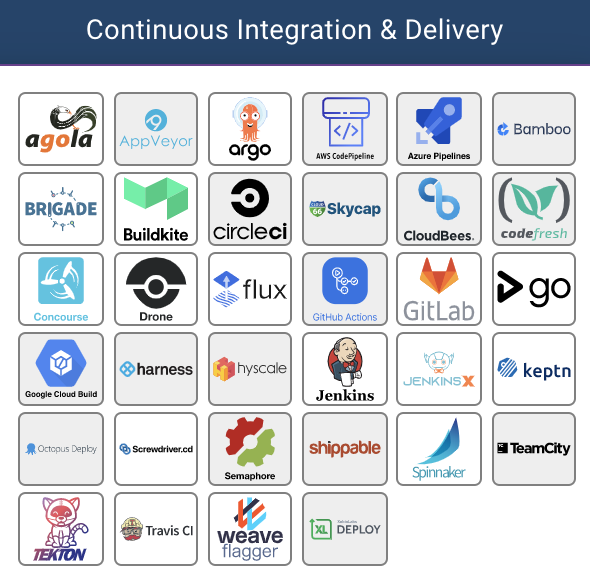 Continuous Integration & Delivery
agola
AppVeyor
argo
AWS CodePipeline
Azure Pipelines
Bamboo
BRIGADE
Buildkite
circleci
66
Skycap
CloudBees.
codefresh
Concourse
Drone
flux
GitHub Actions
GitLab
go
Google Cloud Build
harness
hyscale
Jenkins
JENKINS X
keptn
Octopus Deploy
Screwdriver.cd
Semaphore
shippable
Spinnaker
TeamCity
TEKTON
Travis CI
weave
flagger
XL
DEPLOY